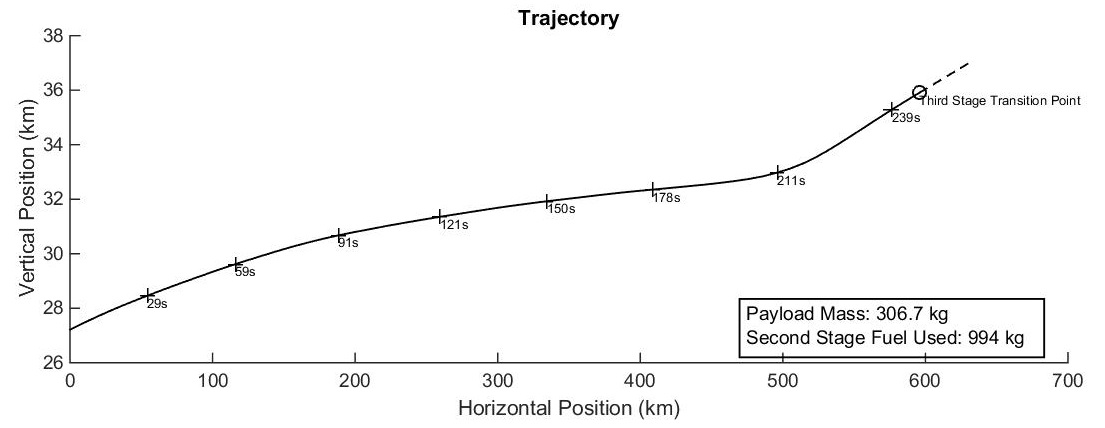 Trajectory
Vertical Position (km)
38
36
34
32
30
28
26
29s
59s
91s
121s
150s
178s
211s
239s
Third Stage Transition Point
Payload Mass: 306.7 kg
Second Stage Fuel Used: 994 kg
0
100
200
300
400
500
600
700
Horizontal Position (km)